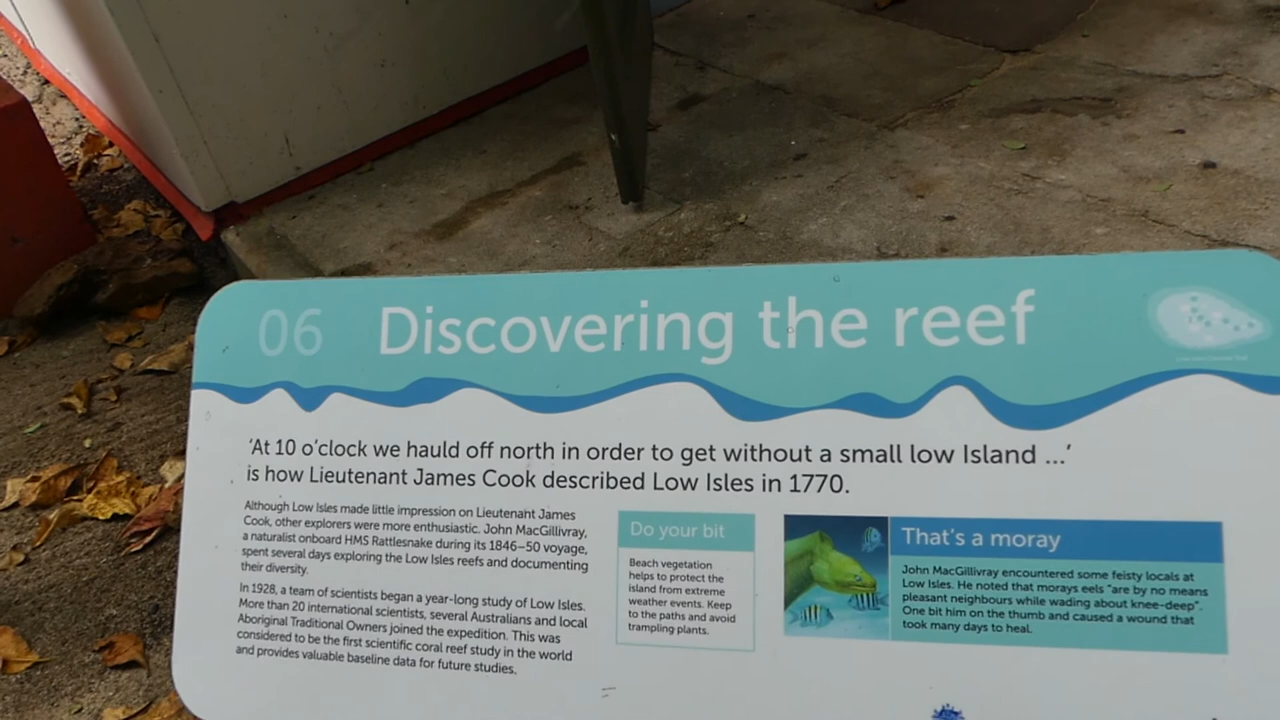 06 Discovering the reef
'At 10 o'clock we hauld off north in order to get without a small low Island ...'
is how Lieutenant James Cook described Low Isles in 1770.
Although Low Isles made little impression on Lieutenant James
Cook, other explorers were more enthusiastic. John MacGillivray,
a naturalist onboard HMS Rattlesnake during its 1846–50 voyage,
spent several days exploring the Low Isles reefs and documenting
their diversity.
In 1928, a team of scientists began a year-long study of Low Isles.
More than 20 international scientists, several Australians and local
Aboriginal Traditional Owners joined the expedition. This was
considered to be the first scientific coral reef study in the world
and provides valuable baseline data for future studies.
Do your bit
Beach vegetation
helps to protect the
island from extreme
weather events. Keep
to the paths and avoid
trampling plants.
That's a moray
John MacGillivray encountered some feisty locals at
Low Isles. He noted that morays eels "are by no means
pleasant neighbours while wading about knee-deep".
One bit him on the thumb and caused a wound that
took many days to heal.